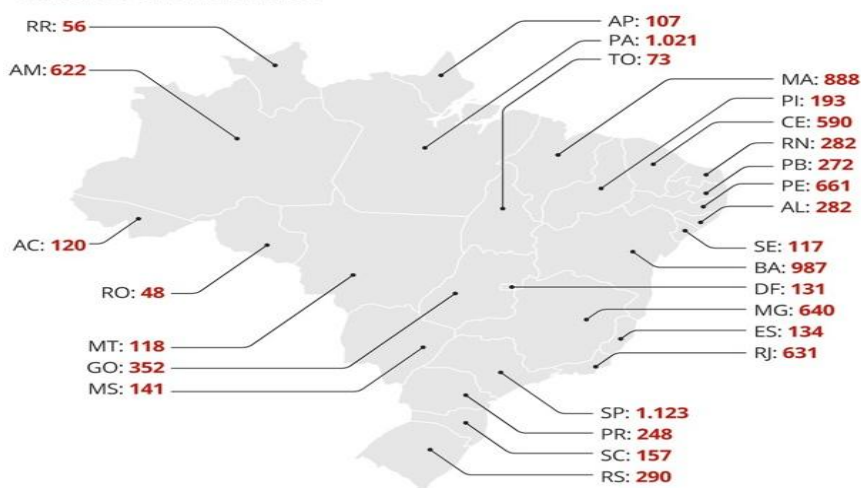 RR: 56
AM: 622
AC: 120
RO: 48
MT: 118
GO: 352
MS: 141
AP: 107
PA: 1.021
TO: 73
MA: 888
PI: 193
CE: 590
RN: 282
PB: 272
PE: 661
AL: 282
SE: 117
BA: 987
DF: 131
MG: 640
ES: 134
RJ: 631
SP: 1.123
PR: 248
SC: 157
RS: 290